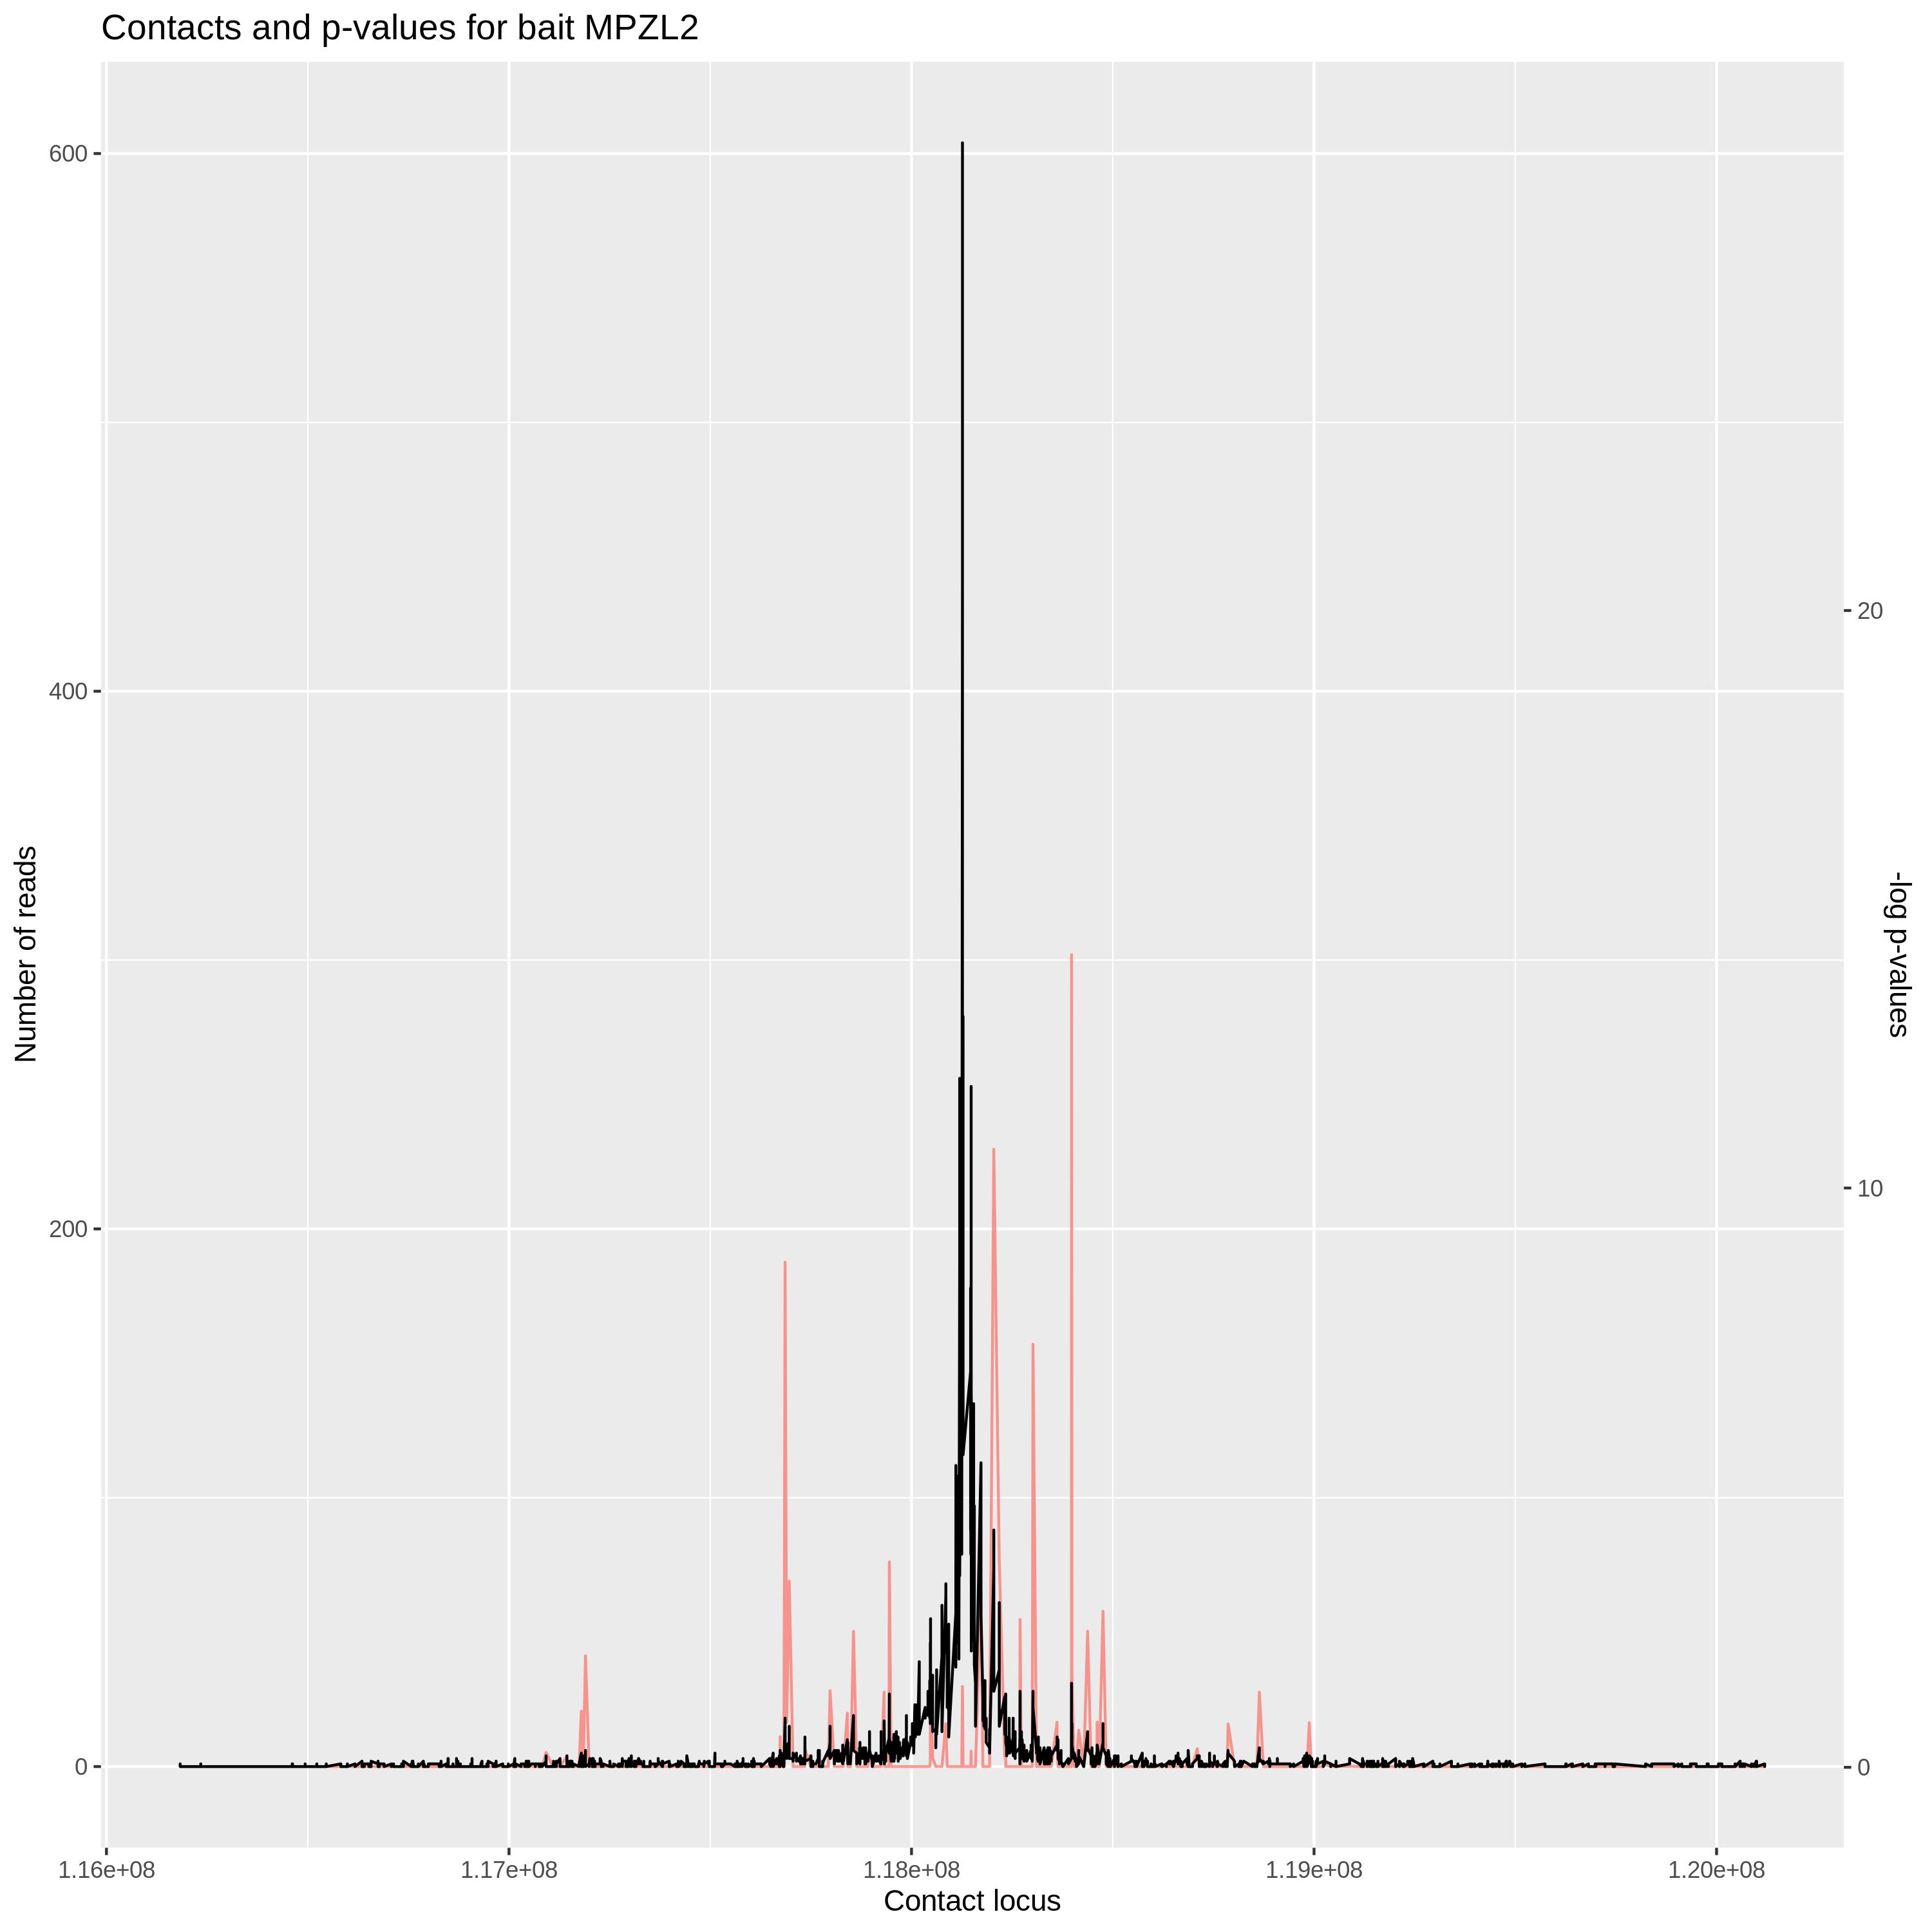 Contacts and p-values for bait MPZL2
600
400
200
0
Number of reads
20
10
0
-log p-values
1.16e+08
1.17e+08
1.18e+08
1.19e+08
1.20e+08
Contact locus